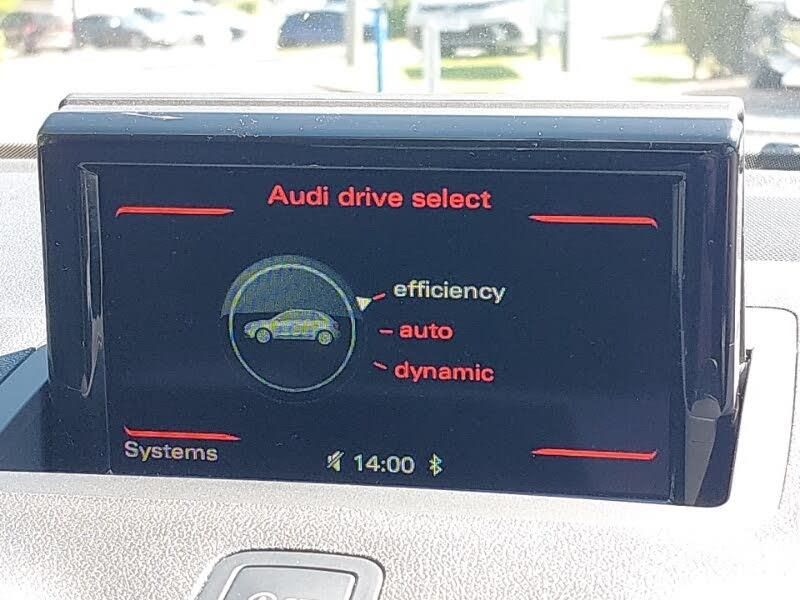 Audi drive select
efficiency
auto
dynamic
Systems
14:00